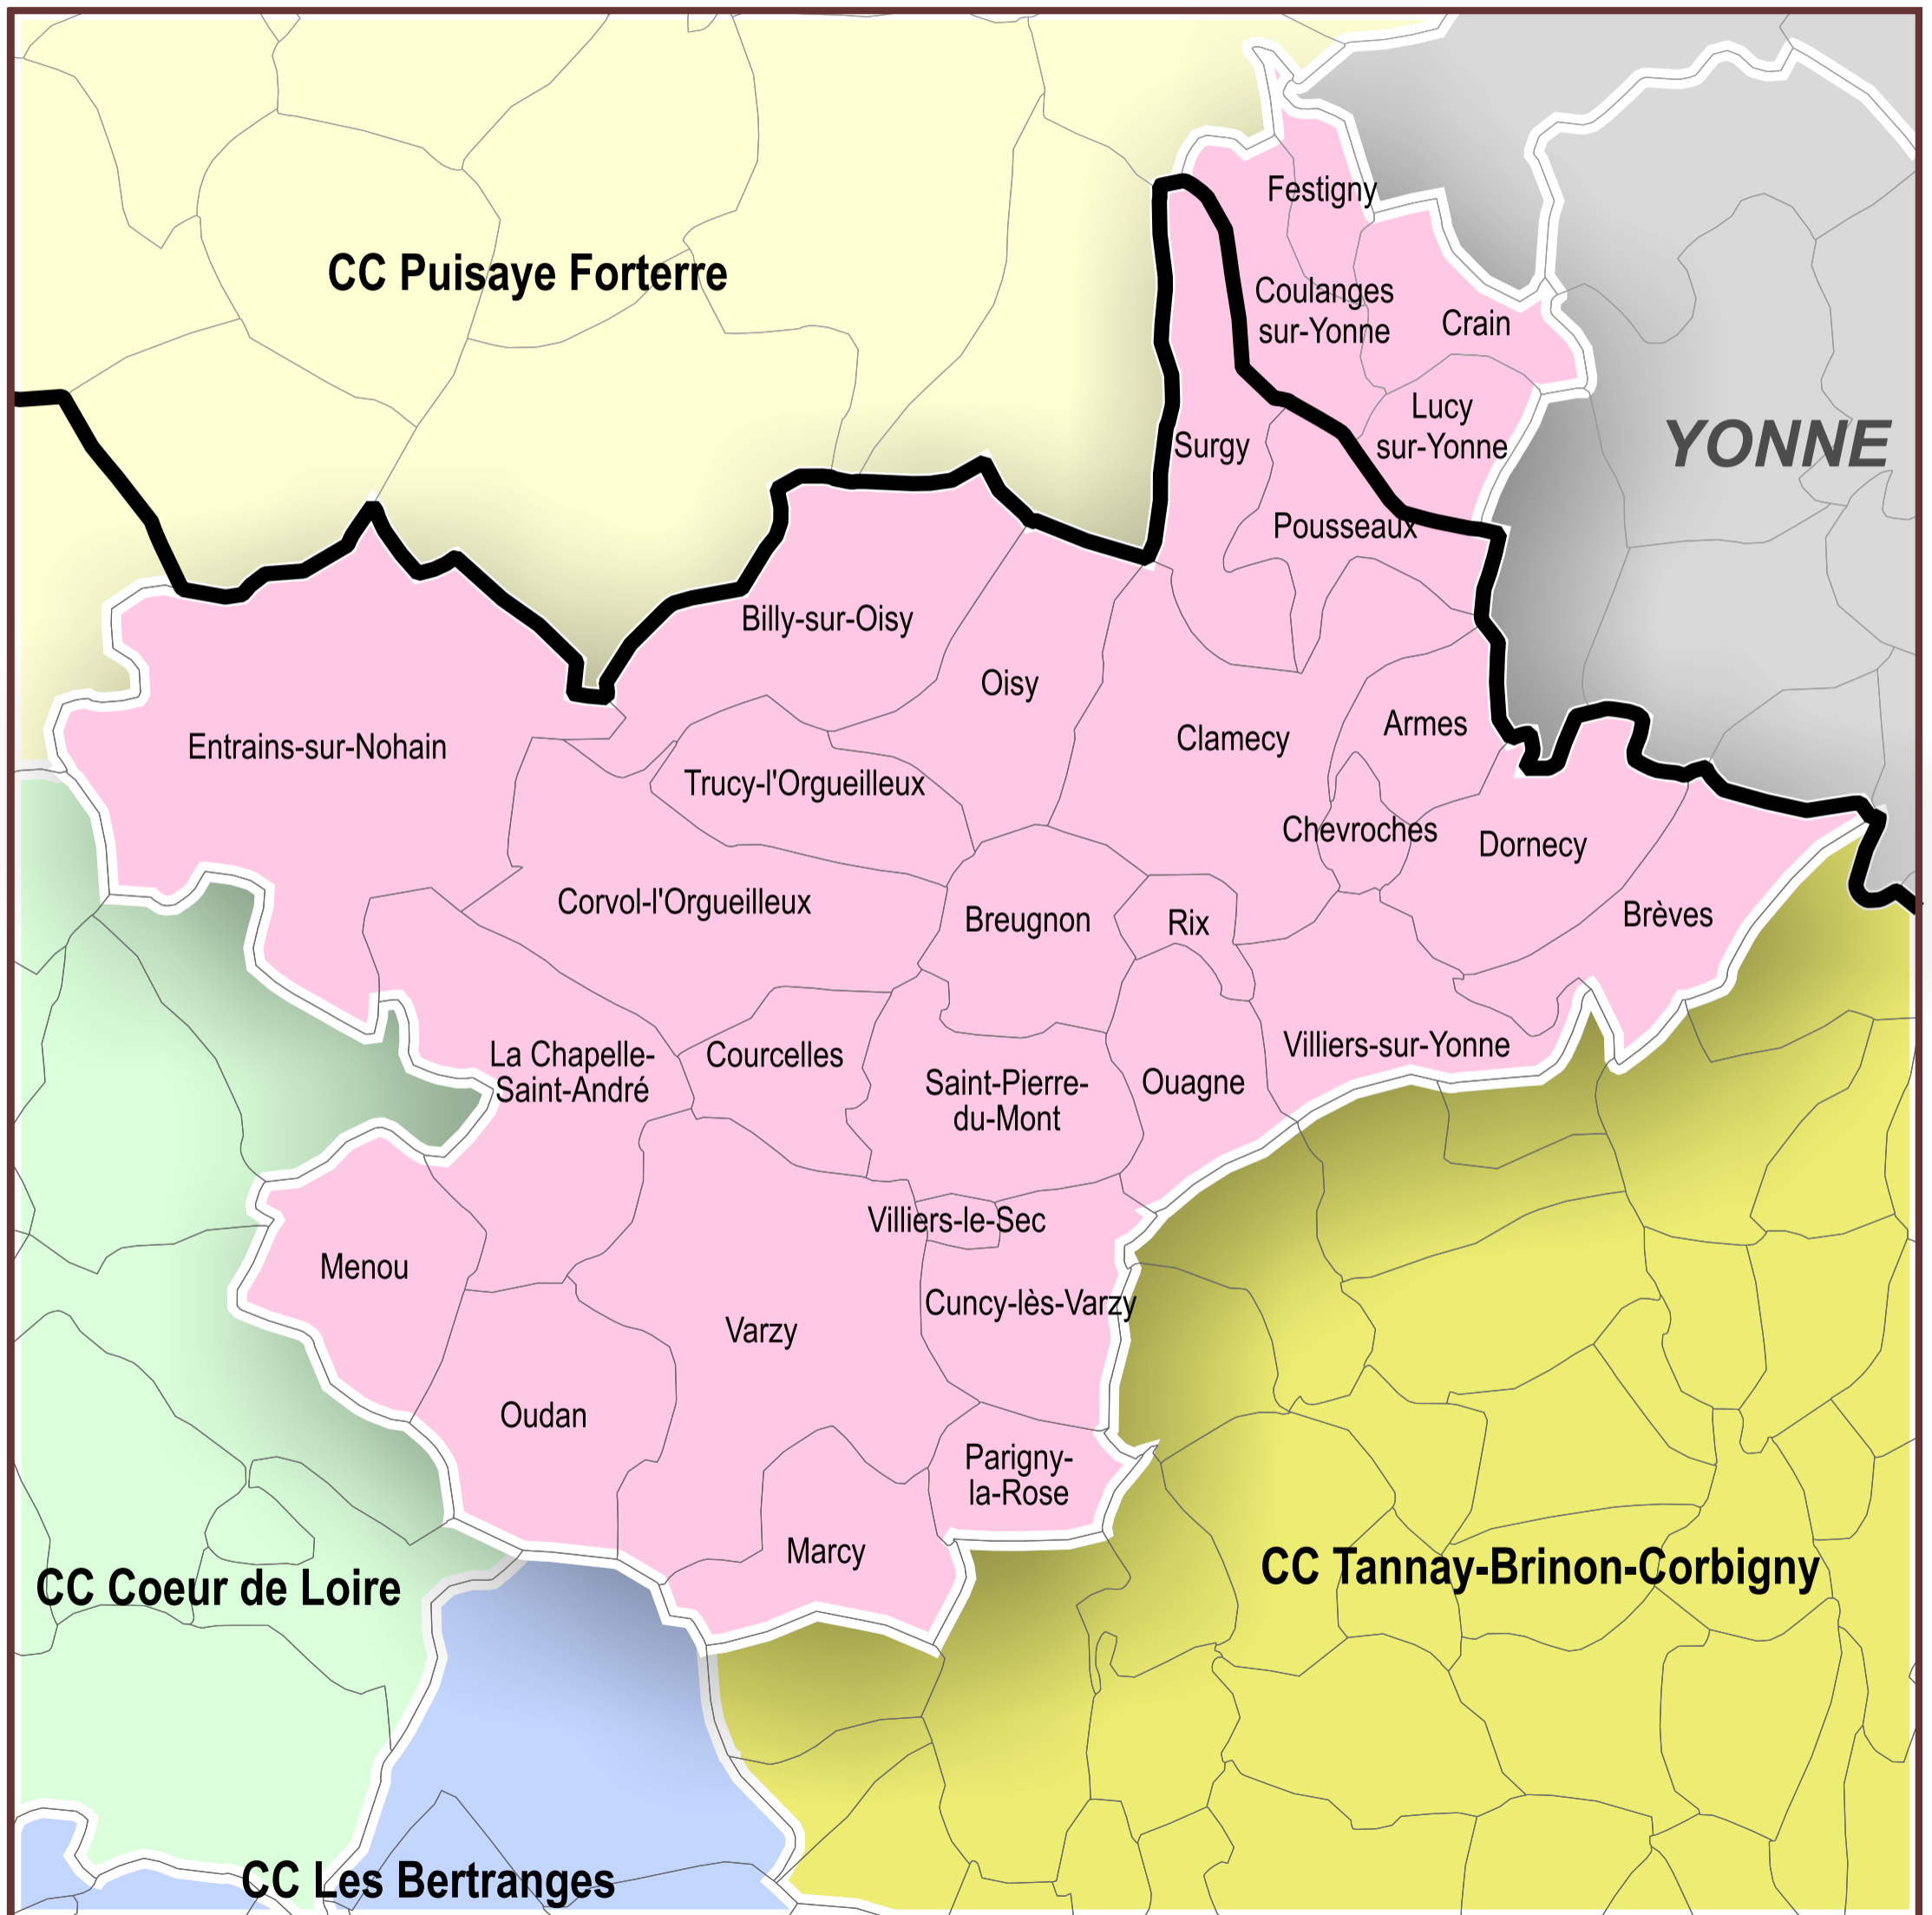 Festigny
CC Puisaye Forterre
Coulanges
sur-Yonne
Crain
Lucy
sur-Yonne
YONNE
Surgy
Pousseaux
Billy-sur-Oisy
Oisy
Armes
Clamecy
Entrains-sur-Nohain
Trucy-l'Orgueilleux
Chevroches
Dornecy
Corvol-l'Orgueilleux
Brèves
Breugnon
Rix
Villiers-sur-Yonne
La Chapelle-
Saint-André
Courcelles
Saint-Pierre-
du-Mont
Ouagne
Villiers-le-Sec
Menou
Cuncy-lès-Varzy
Varzy
Oudan
Parigny-
la-Rose
Marcy
CC Tannay-Brinon-Corbigny
CC Coeur de Loire
CC Les Bertranges